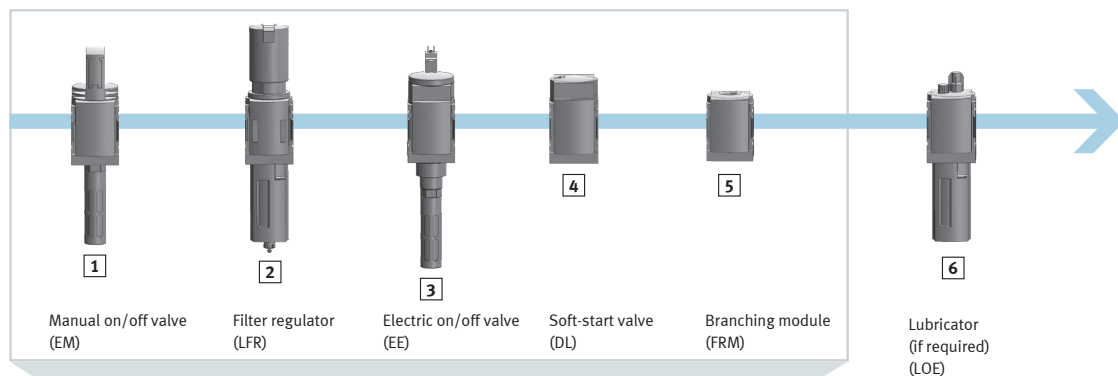 1
2
3
4
5
6
Manual on/off valve
(EM)
Filter regulator
(LFR)
Electric on/off valve
(EE)
Soft-start valve
(DL)
Branching module
(FRM)
Lubricator
(if required)
(LOE)